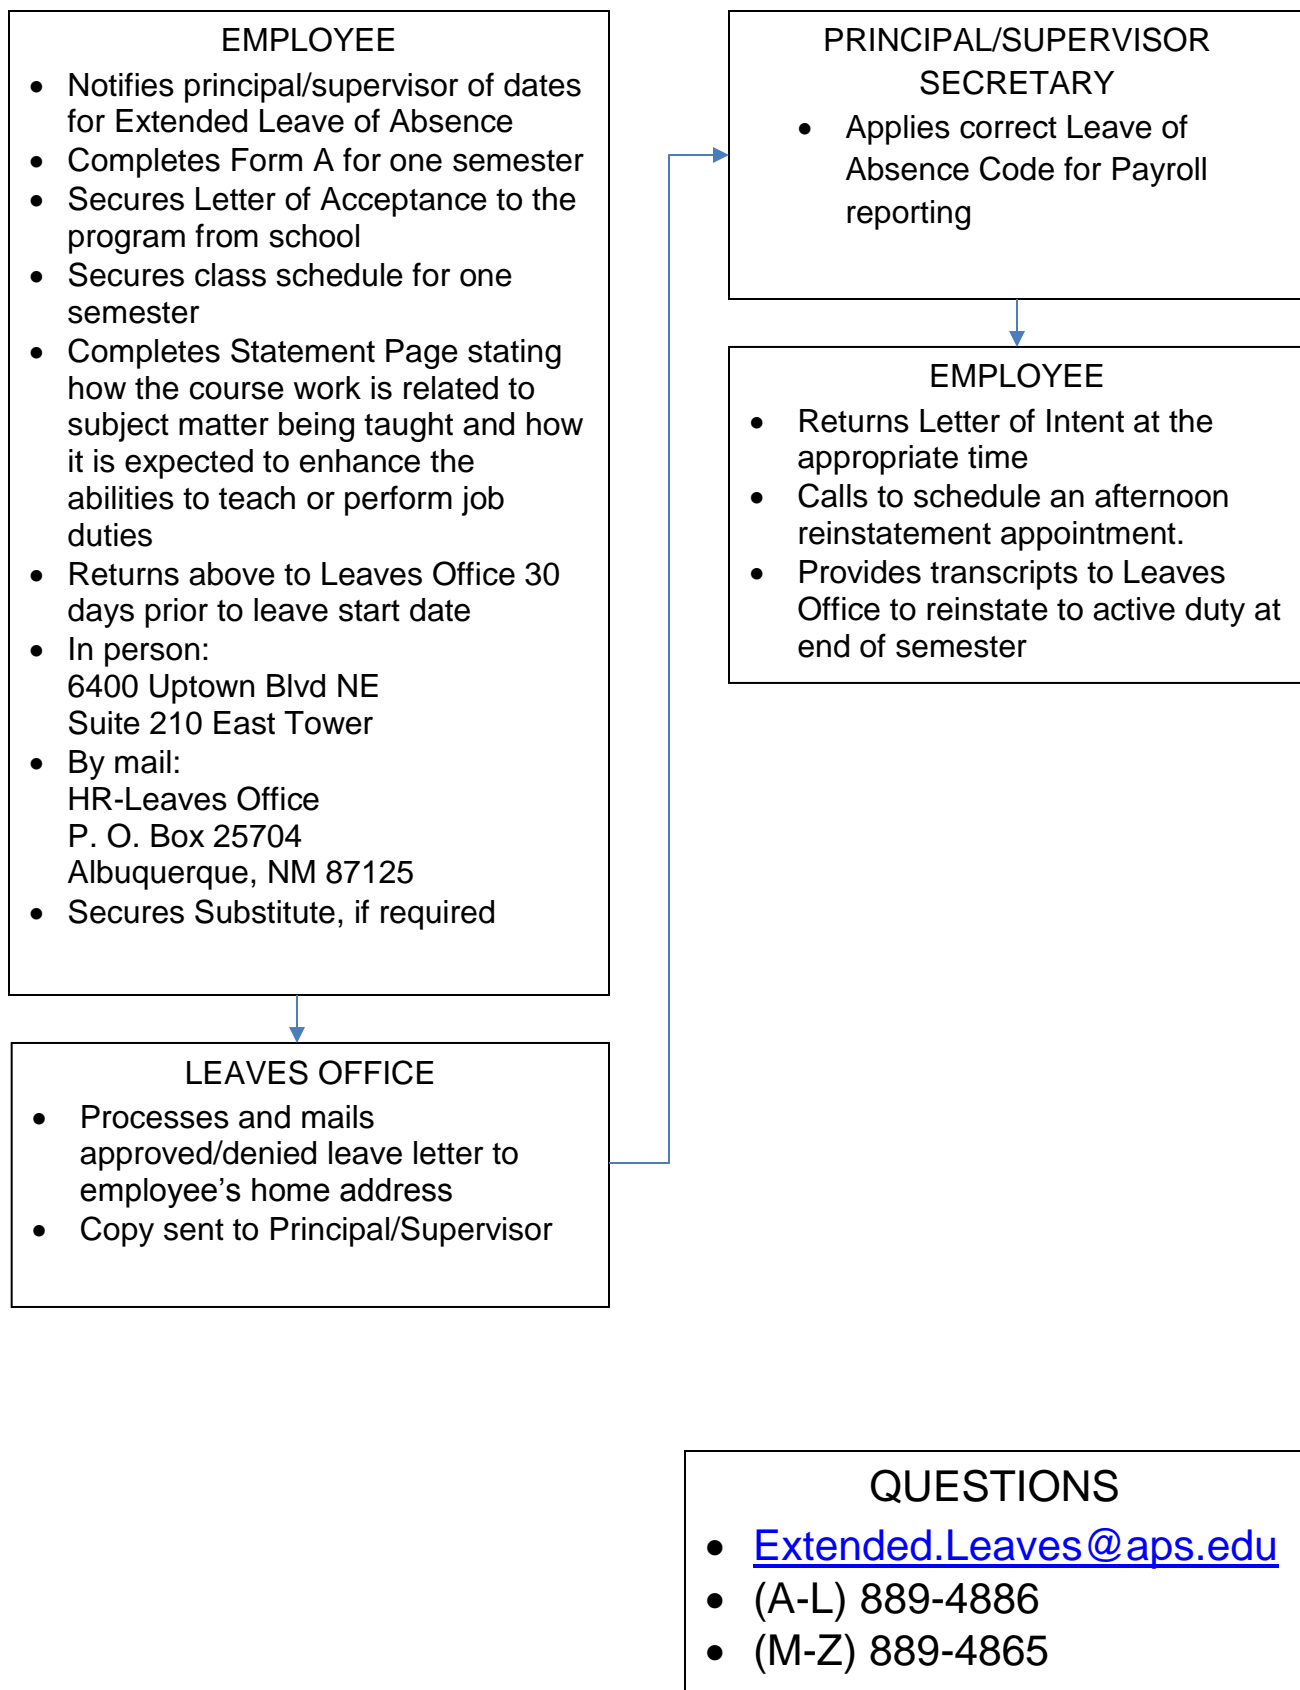 EMPLOYEE
• Notifies principal/supervisor of dates
for Extended Leave of Absence
• Completes Form A for one semester
• Secures Letter of Acceptance to the
program from school
• Secures class schedule for one
semester
• Completes Statement Page stating
how the course work is related to
subject matter being taught and how
it is expected to enhance the
abilities to teach or perform job
duties
• Returns above to Leaves Office 30
days prior to leave start date
• In person:
6400 Uptown Blvd NE
Suite 210 East Tower
• By mail:
HR-Leaves Office
P. O. Box 25704
Albuquerque, NM 87125
• Secures Substitute, if required
LEAVES OFFICE
• Processes and mails
approved/denied leave letter to
employee’s home address
• Copy sent to Principal/Supervisor
PRINCIPAL/SUPERVISOR
SECRETARY
• Applies correct Leave of
Absence Code for Payroll
reporting
EMPLOYEE
• Returns Letter of Intent at the
appropriate time
• Calls to schedule an afternoon
reinstatement appointment.
• Provides transcripts to Leaves
Office to reinstate to active duty at
end of semester
QUESTIONS
• Extended.Leaves@aps.edu
• (A-L) 889-4886
• (M-Z) 889-4865